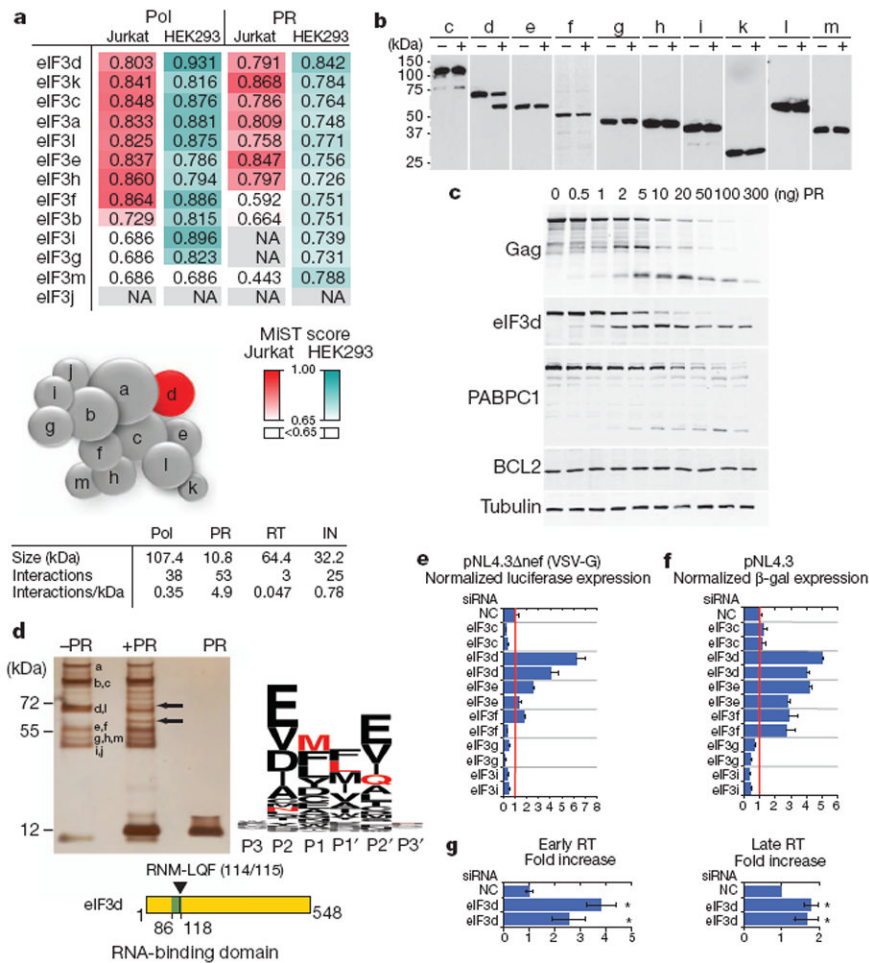 a
Pol PR
Jurkat HEK293 Jurkat HEK293
eIF3d 0.803 0.931 0.791 0.842
eIF3k 0.841 0.816 0.868 0.784
eIF3c 0.848 0.876 0.786 0.764
eIF3a 0.833 0.881 0.809 0.748
eIF3l 0.825 0.875 0.758 0.771
eIF3e 0.837 0.786 0.847 0.756
eIF3h 0.860 0.794 0.797 0.726
eIF3f 0.864 0.886 0.592 0.751
eIF3b 0.729 0.815 0.664 0.751
eIF3i 0.686 0.896 NA 0.739
eIF3g 0.686 0.823 NA 0.731
eIF3m 0.686 0.686 0.443 0.788
eIF3j NA NA NA NA
MiST score
Jurkat HEK293
1.00
0.65
<0.65
j
a
d
i
b
g
c
e
f
l
m
h
k
Pol PR RT IN
Size (kDa) 107.4 10.8 64.4 32.2
Interactions 38 53 3 25
Interactions/kDa 0.35 4.9 0.047 0.78
b
c d e f g h i k l m
(kDa) – + – + – + – + – + – + – + – + – + – +
150
100
75
50
37
25
c
0 0.5 1 2 5 10 20 50 100 300 (ng) PR
Gag
eIF3d
PABPC1
BCL2
Tubulin
d
–PR +PR PR
(kDa)
72
55
12
a
b,c
d,l
e,f
g,h,m
i,j
E
V
D
I
M
F
L
M
E
V
Q
P3 P2 P1 P1′ P2′ P3′
RNM-LQF (114/115)
eIF3d
1
86 118
548
RNA-binding domain
e
pNL4.3Δnef (VSV-G)
Normalized luciferase expression
siRNA
NC
eIF3c
eIF3c
eIF3d
eIF3d
eIF3e
eIF3e
eIF3f
eIF3f
eIF3g
eIF3g
eIF3i
eIF3i
0 1 2 3 4 5 6 7 8
f
pNL4.3
Normalized β-gal expression
siRNA
NC
eIF3c
eIF3c
eIF3d
eIF3d
eIF3e
eIF3e
eIF3f
eIF3f
eIF3g
eIF3g
eIF3i
eIF3i
0 1 2 3 4 5 6
g
Early RT
Fold increase
siRNA
NC
eIF3d *
eIF3d *
0 1 2 3 4 5
Late RT
Fold increase
siRNA
NC
eIF3d *
eIF3d *
0 1 2